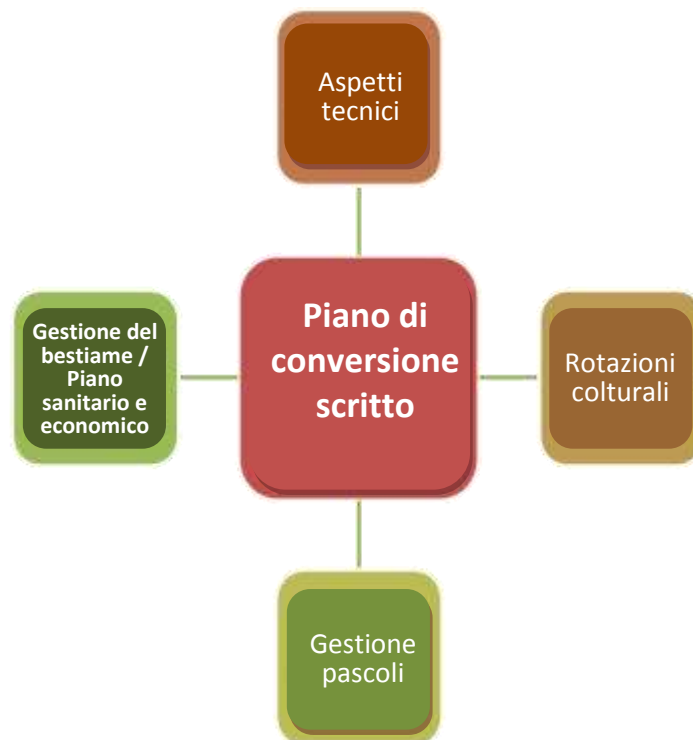 Aspetti
tecnici
Piano di
conversione
scritto
Gestione del
bestiame /
Piano
sanitario e
economico
Rotazioni
colturali
Gestione
pascoli